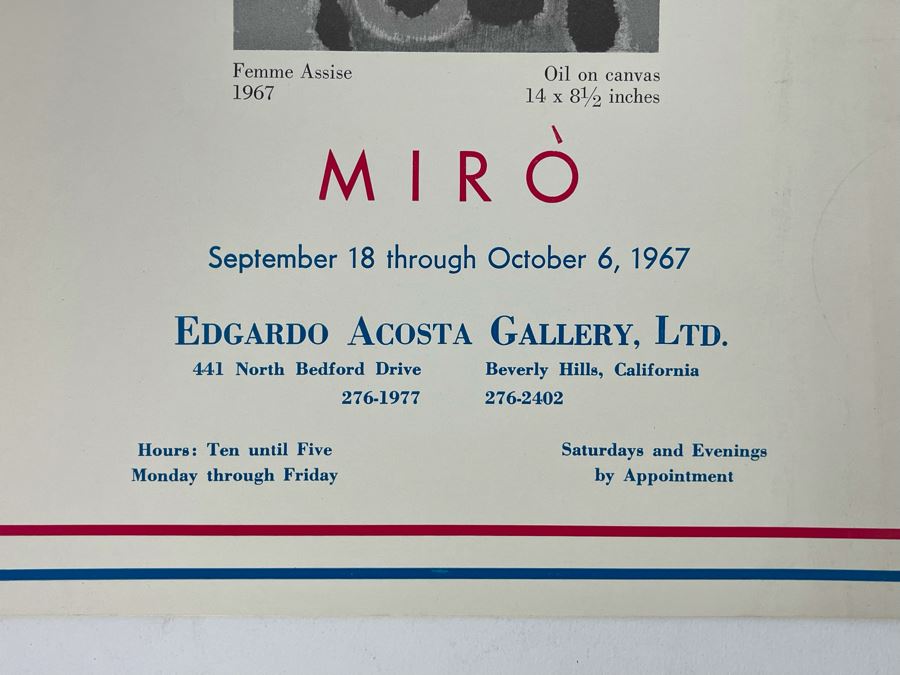 Femme Assise
1967
Oil on canvas
14 x 8½ inches
MIRÒ
September 18 through October 6, 1967
EDGARDO ACOSTA GALLERY, LTD.
441 North Bedford Drive
276-1977
Beverly Hills, California
276-2402
Hours: Ten until Five
Monday through Friday
Saturdays and Evenings
by Appointment